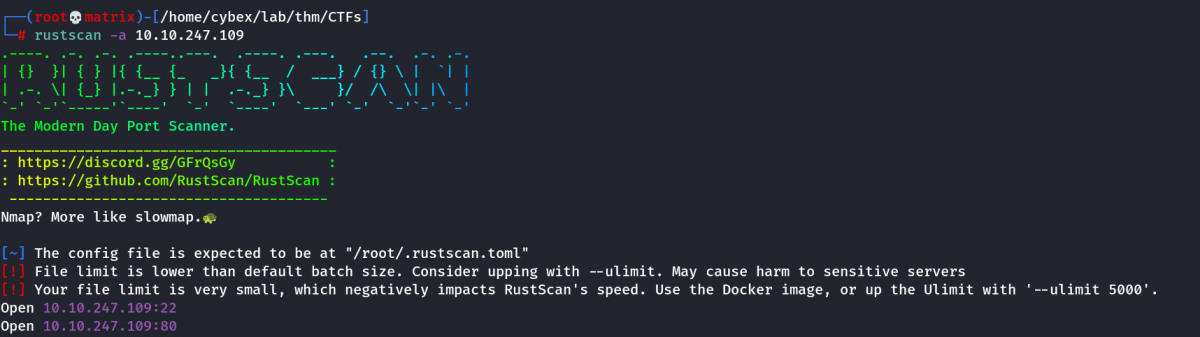 ┌──(root💀matrix)-[/home/cybex/lab/thm/CTFs]
└─# rustscan -a 10.10.247.109
.----. .-. .-. .----..---.  .----. .---.   .--.  .-. .-.
| {}  }| { } |{ {__ {_   _}{ {__  /  ___} / {} \ |  `| |
| .-. \| {_} |.-._} } | |  .-._} }\     }/  /\  \| |\  |
`-' `-'`-----'`----'  `-'  `----'  `---' `-'  `-'`-' `-'
The Modern Day Port Scanner.
________________________________________
: https://discord.gg/GFrQsGy           :
: https://github.com/RustScan/RustScan :
 --------------------------------------
Nmap? More like slowmap.🐢
[~] The config file is expected to be at "/root/.rustscan.toml"
[!] File limit is lower than default batch size. Consider upping with --ulimit. May cause harm to sensitive servers
[!] Your file limit is very small, which negatively impacts RustScan's speed. Use the Docker image, or up the Ulimit with '--ulimit 5000'.
Open 10.10.247.109:22
Open 10.10.247.109:80